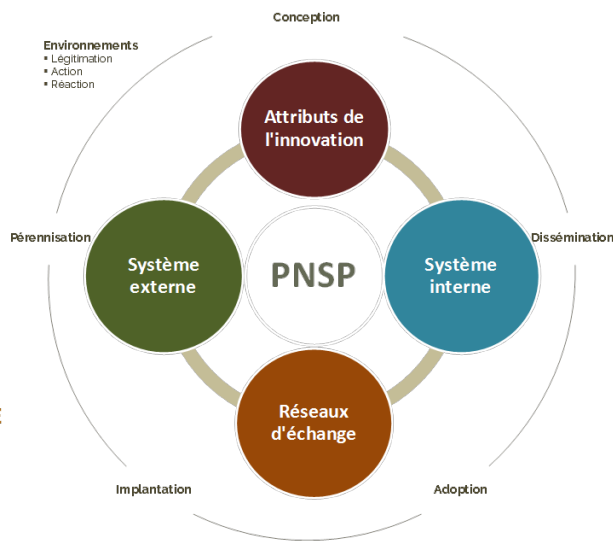 Conception
Environnements
▪ Légitimation
▪ Action
▪ Réaction
Attributs de
l'innovation
Pérennisation
Dissémination
Système
externe
PNSP
Système
interne
Réseaux
d'échange
Implantation
Adoption